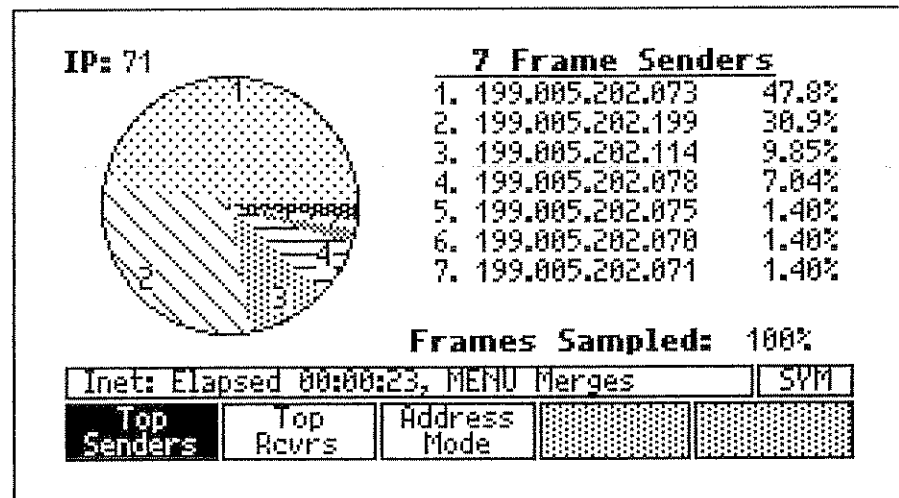 IP: 71
7 Frame Senders
1. 199.005.202.073 47.8%
2. 199.005.202.199 30.9%
3. 199.005.202.114 9.85%
4. 199.005.202.078 7.04%
5. 199.005.202.075 1.40%
6. 199.005.202.070 1.40%
7. 199.005.202.071 1.40%
1
2
3
4
Frames Sampled: 100%
Inet: Elapsed 00:00:23, MENU Merges SYM
Top Senders
Top Rcvrs
Address Mode